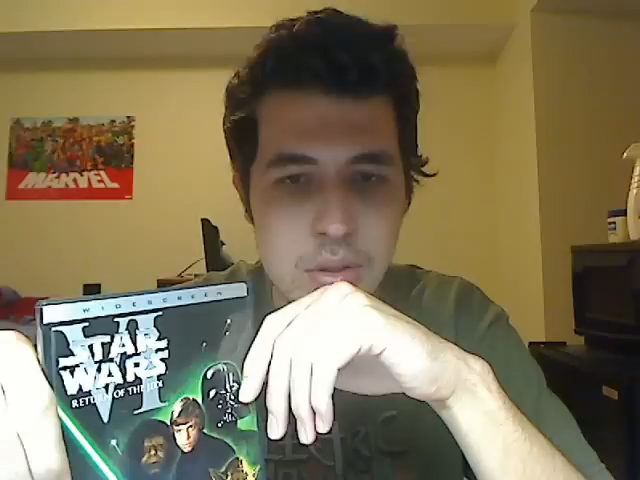 MARVEL
WIDESCREEN
VI
STAR
WARS
RETURN OF THE JEDI